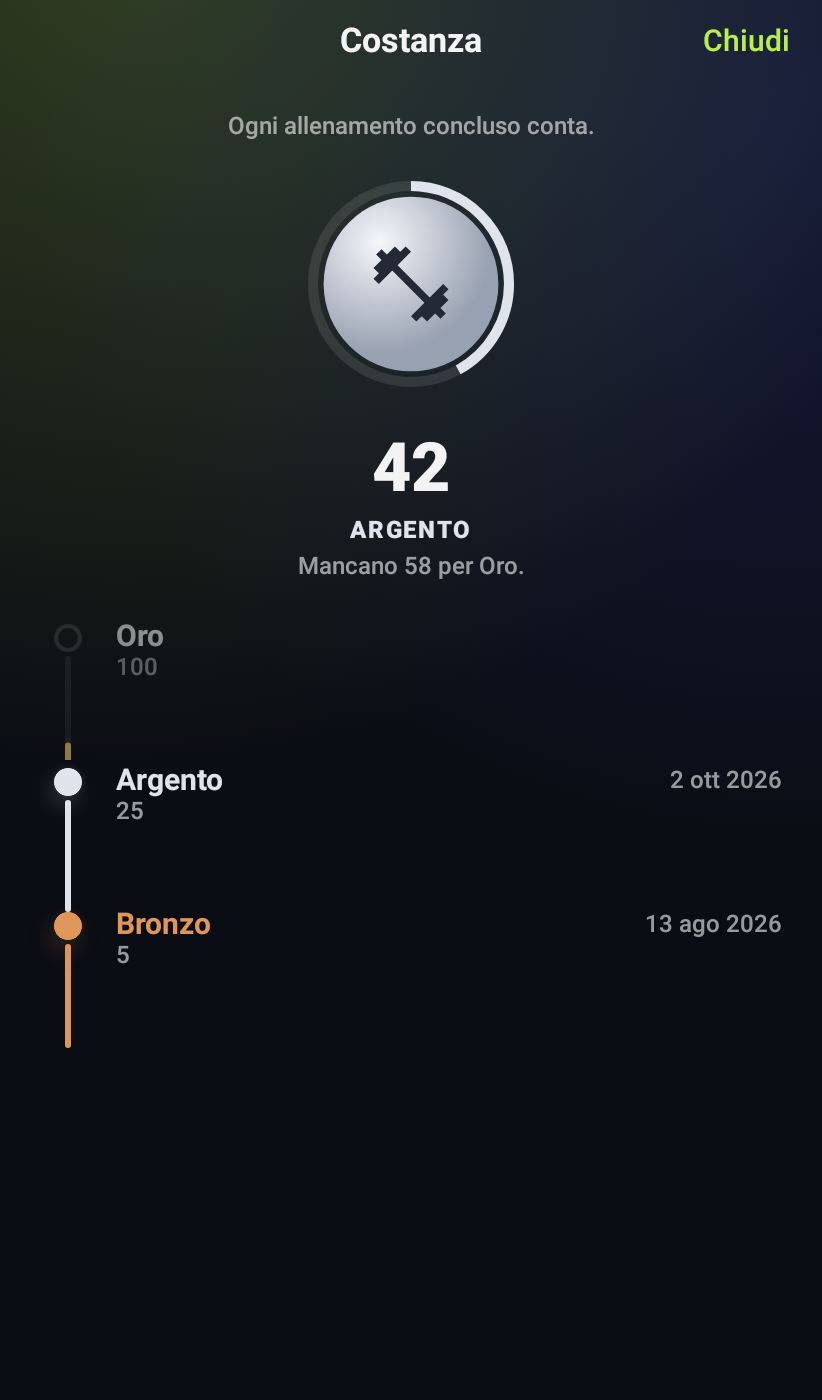 Costanza
Chiudi
Ogni allenamento concluso conta.
42
ARGENTO
Mancano 58 per Oro.
Oro
100
Argento
2 ott 2026
25
Bronzo
13 ago 2026
5